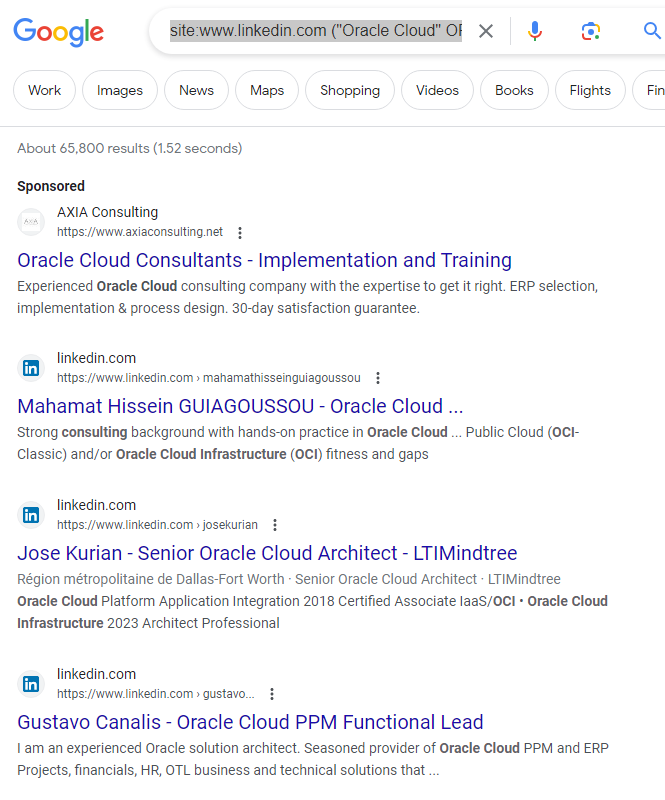 Google
site:www.linkedin.com ("Oracle Cloud" OR
Work
Images
News
Maps
Shopping
Videos
Books
Flights
Fin
About 65,800 results (1.52 seconds)
Sponsored
AXIA Consulting
https://www.axiaconsulting.net
Oracle Cloud Consultants - Implementation and Training
Experienced Oracle Cloud consulting company with the expertise to get it right. ERP selection,
implementation & process design. 30-day satisfaction guarantee.
linkedin.com
https://www.linkedin.com › mahamathisseinguiagoussou
Mahamat Hissein GUIAGOUSSOU - Oracle Cloud ...
Strong consulting background with hands-on practice in Oracle Cloud ... Public Cloud (OCI-
Classic) and/or Oracle Cloud Infrastructure (OCI) fitness and gaps
linkedin.com
https://www.linkedin.com › josekurian
Jose Kurian - Senior Oracle Cloud Architect - LTIMindtree
Région métropolitaine de Dallas-Fort Worth · Senior Oracle Cloud Architect · LTIMindtree
Oracle Cloud Platform Application Integration 2018 Certified Associate IaaS/OCI • Oracle Cloud
Infrastructure 2023 Architect Professional
linkedin.com
https://www.linkedin.com › gustavo...
Gustavo Canalis - Oracle Cloud PPM Functional Lead
I am an experienced Oracle solution architect. Seasoned provider of Oracle Cloud PPM and ERP
Projects, financials, HR, OTL business and technical solutions that ...